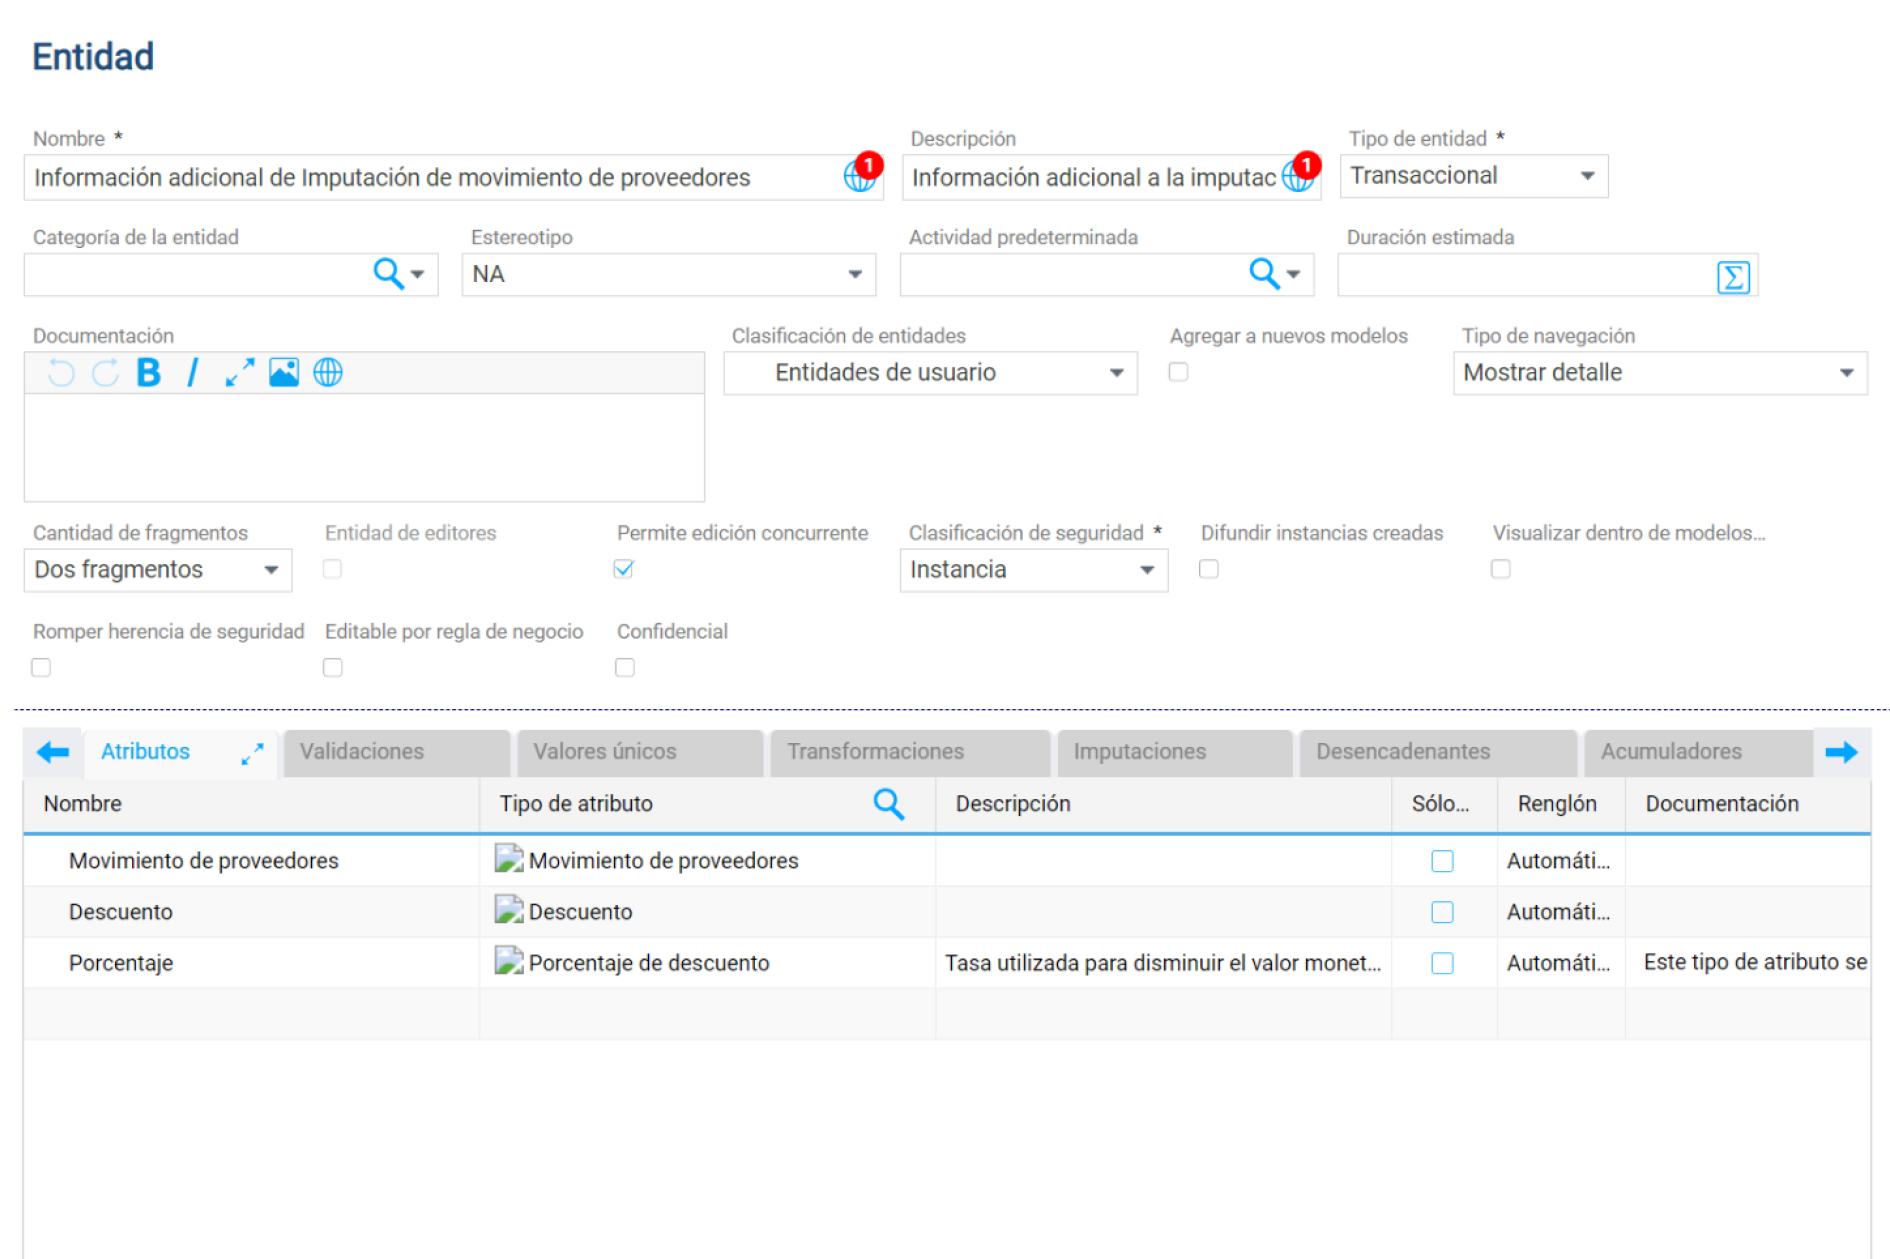 Entidad
Nombre * Descripción Tipo de entidad *
Información adicional de Imputación de movimiento de proveedores 1 Información adicional a la imputac 1 Transaccional
Categoría de la entidad Estereotipo Actividad predeterminada Duración estimada
NA Σ
Documentación Clasificación de entidades Agregar a nuevos modelos Tipo de navegación
B I Entidades de usuario Mostrar detalle
Cantidad de fragmentos Entidad de editores Permite edición concurrente Clasificación de seguridad * Difundir instancias creadas Visualizar dentro de modelos...
Dos fragmentos Instancia
Romper herencia de seguridad Editable por regla de negocio Confidencial
Atributos Validaciones Valores únicos Transformaciones Imputaciones Desencadenantes Acumuladores
Nombre Tipo de atributo Descripción Sólo... Renglón Documentación
Movimiento de proveedores Movimiento de proveedores Automáti...
Descuento Descuento Automáti...
Porcentaje Porcentaje de descuento Tasa utilizada para disminuir el valor monet... Automáti... Este tipo de atributo se